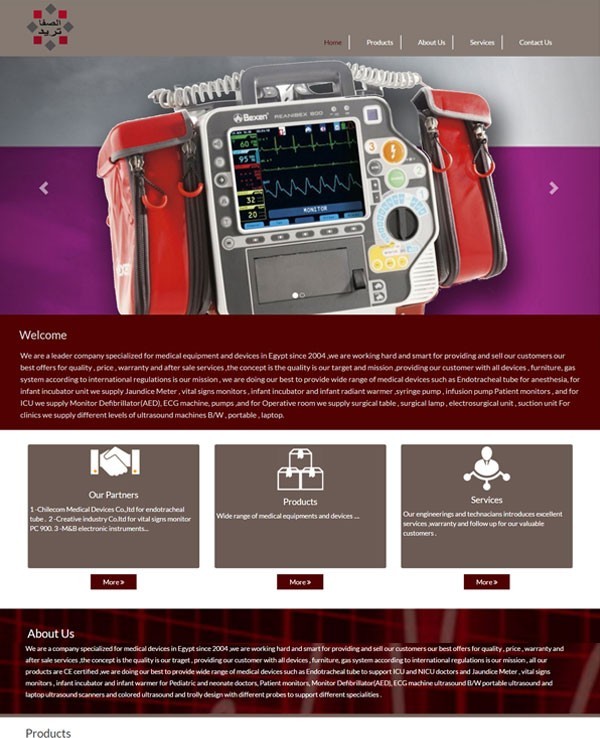 الصفا
تريد
Home
Products
About Us
Services
Contact Us
Bexen
REANIBEX 800
3
60
95
2
1
32
20
MONITOR
Welcome
We are a leader company specialized for medical equipment and devices in Egypt since 2004 ,we are working hard and smart for providing and sell our customers our
best offers for quality , price , warranty and after sale services ,the concept is the quality is our target and mission ,providing our customer with all devices , furniture, gas
system according to international regulations is our mission , we are doing our best to provide wide range of medical devices such as Endotracheal tube for anesthesia, for
infant incubator unit we supply Jaundice Meter , vital signs monitors , infant incubator and infant radiant warmer ,syringe pump , infusion pump Patient monitors , and for
ICU we supply Monitor Defibrillator(AED), ECG machine, pumps ,and for Operative room we supply surgical table , surgical lamp , electrosurgical unit , suction unit For
clinics we supply different levels of ultrasound machines B/W , portable , laptop.
Our Partners
1 -Chilecom Medical Devices Co,.ltd for endotracheal
tube . 2 -Creative industry Co.ltd for vital signs monitor
PC 900. 3 -M&B electronic instruments...
Products
Wide range of medical equipments and devices ....
Services
Our engineering and technacians introduces excellent
services ,warranty and follow up for our valuable
customers .
More »
More »
More »
About Us
We are a company specialized for medical devices in Egypt since 2004 ,we are working hard and smart for providing and sell our customers our best offers for quality , price , warranty and
after sale services ,the concept is the quality is our traget , providing our customer with all devices , furniture, gas system according to international regulations is our mission , all our
products are CE certified ,we are doing our best to provide wide range of medical devices such as Endotracheal tube to support ICU and NICU doctors and Jaundice Meter , vital signs
monitors , infant incubator and infant warmer for Pediatric and neonate doctors, Patient monitors, Monitor Defibrillator(AED), ECG machine ultrasound B/W portable ultrasound and
laptop ultrasound scanners and colored ultrasound and trolly design with different probes to support different specialities .
Products